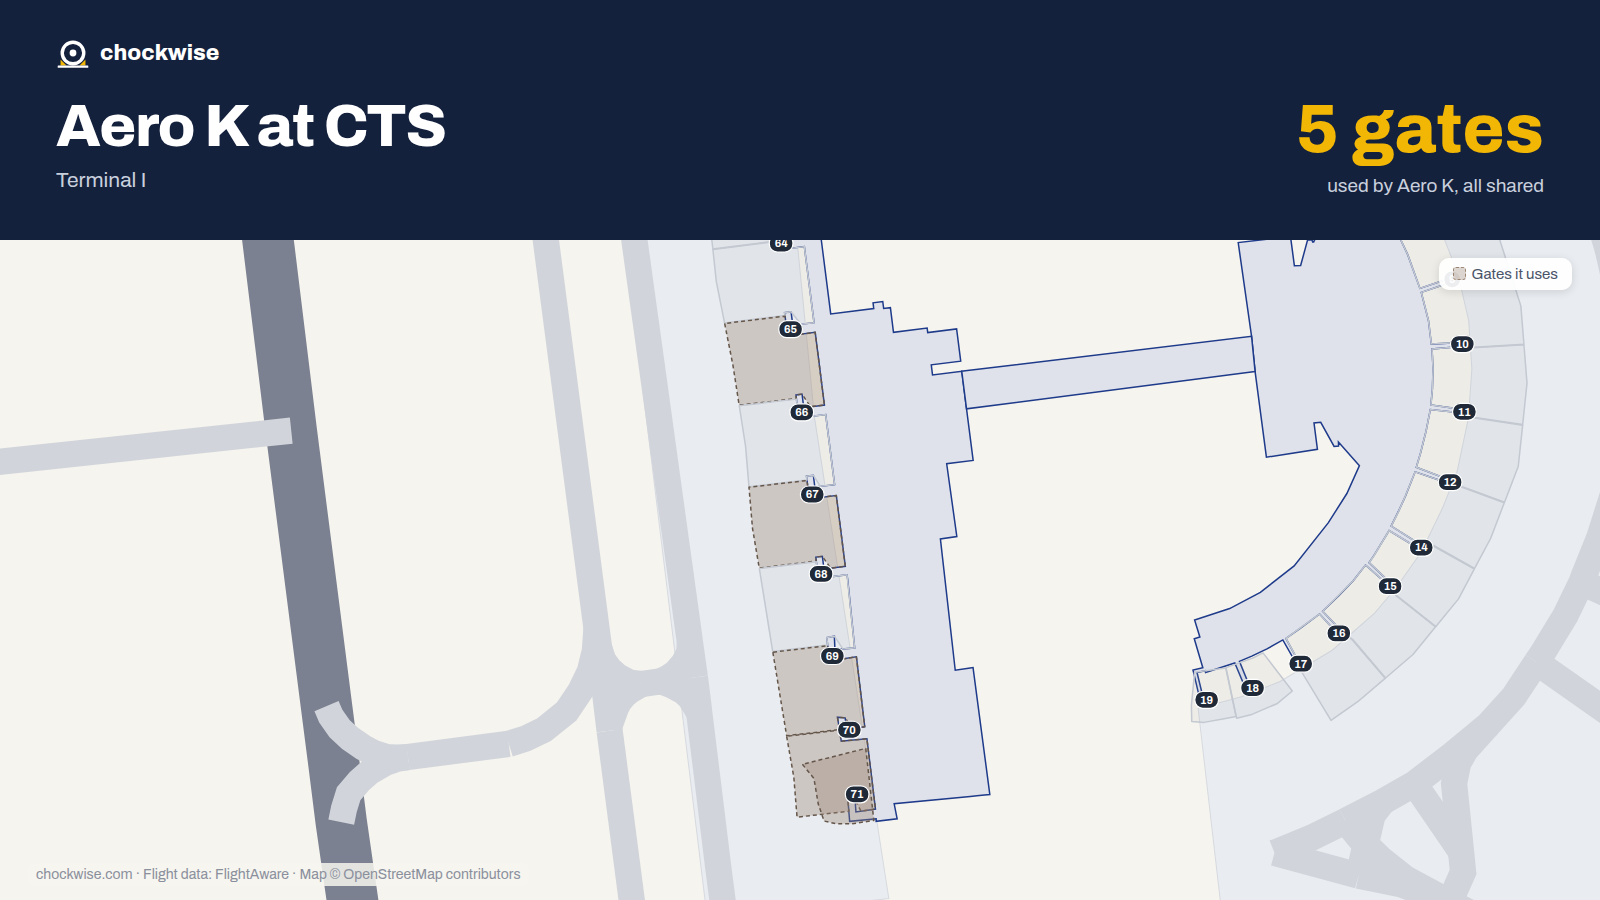 chockwise
Aero K at CTS
Terminal I
5 gates
used by Aero K, all shared
Gates it uses
64
65
66
67
68
69
70
71
10
11
12
14
15
16
17
18
19
chockwise.com · Flight data: FlightAware · Map © OpenStreetMap contributors